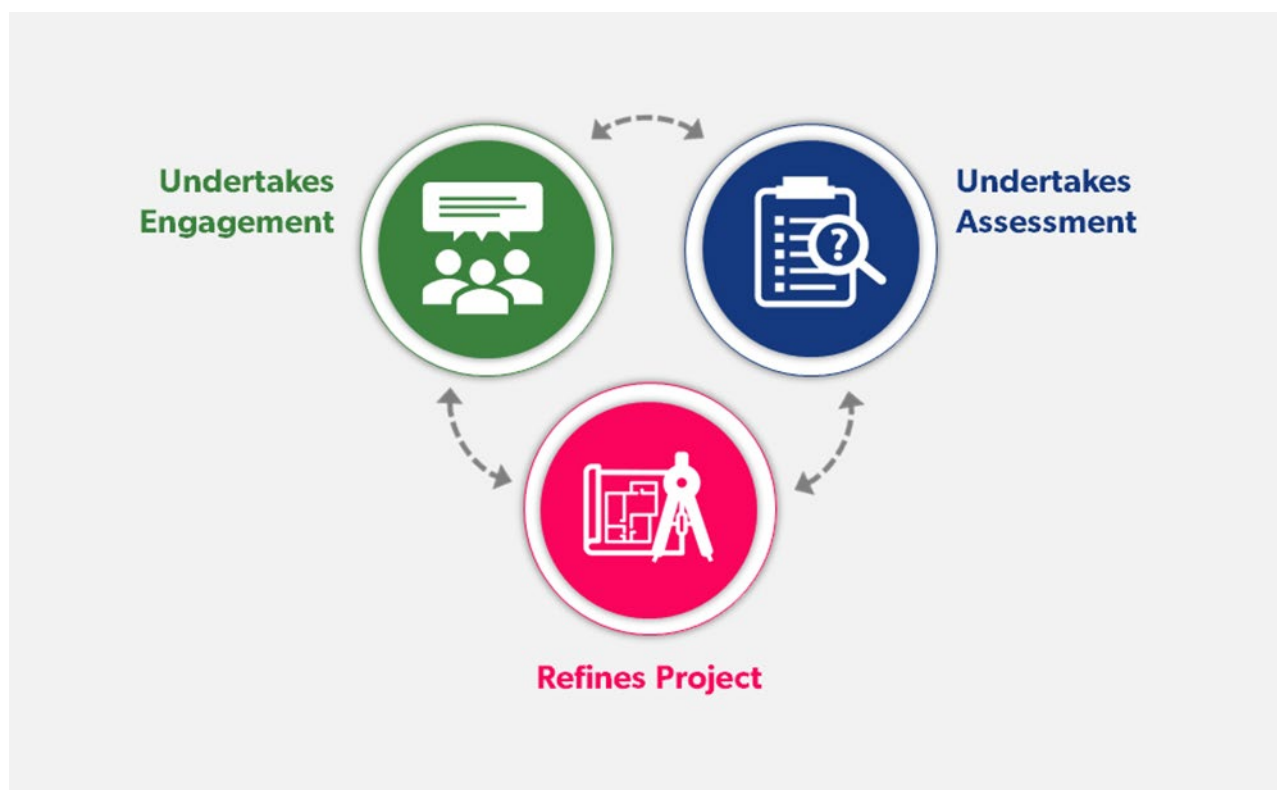 Undertakes
Engagement
Undertakes
Assessment
?
Refines Project